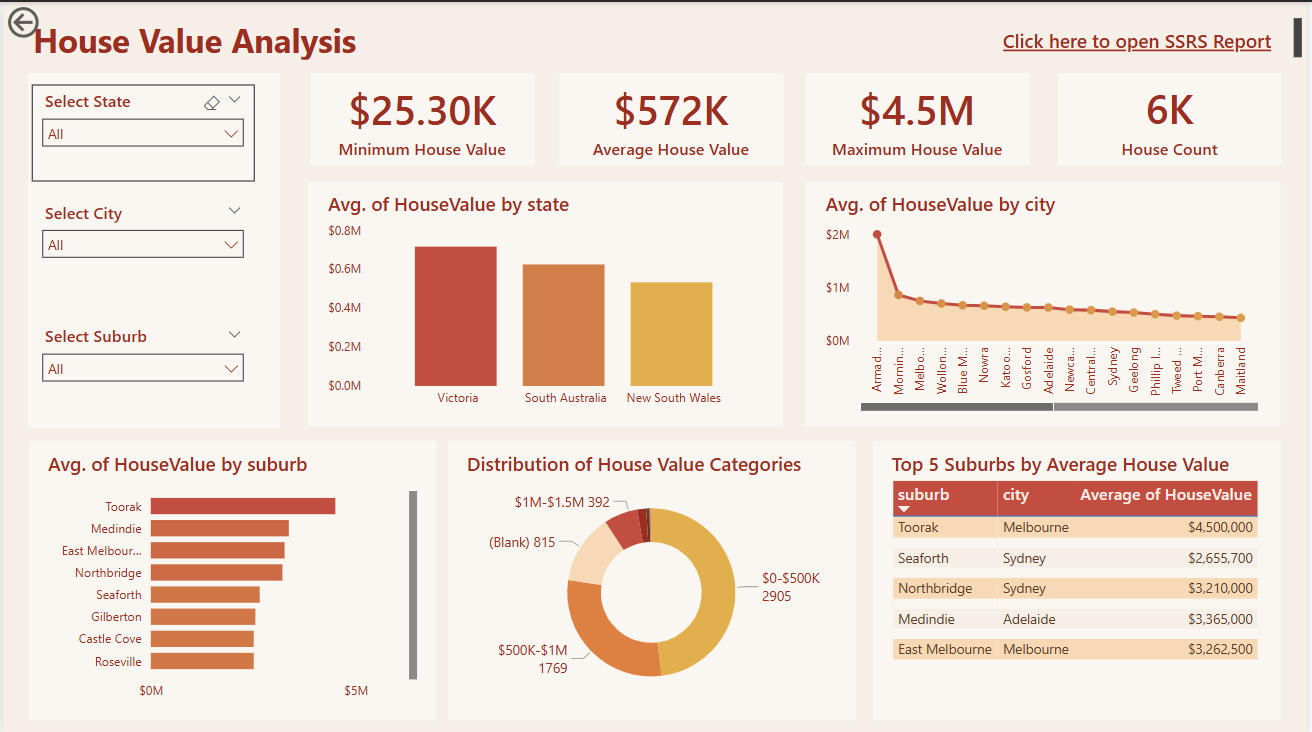 House Value Analysis
Click here to open SSRS Report
Select State
All
Select City
All
Select Suburb
All
$25.30K
Minimum House Value
$572K
Average House Value
$4.5M
Maximum House Value
6K
House Count
Avg. of HouseValue by state
$0.8M
$0.6M
$0.4M
$0.2M
$0.0M
Victoria
South Australia
New South Wales
Avg. of HouseValue by city
$2M
$1M
$0M
Armad...
Mornin...
Melbo...
Wollon...
Blue M...
Nowra
Katoo...
Gosford
Adelaide
Newca...
Central...
Sydney
Geelong
Phillip I...
Tweed ...
Port M...
Canberra
Maitland
Avg. of HouseValue by suburb
Toorak
Medindie
East Melbour...
Northbridge
Seaforth
Gilberton
Castle Cove
Roseville
$0M
$5M
Distribution of House Value Categories
$1M-$1.5M 392
(Blank) 815
$500K-$1M
1769
$0-$500K
2905
Top 5 Suburbs by Average House Value
suburb city Average of HouseValue
Toorak Melbourne $4,500,000
Seaforth Sydney $2,655,700
Northbridge Sydney $3,210,000
Medindie Adelaide $3,365,000
East Melbourne Melbourne $3,262,500